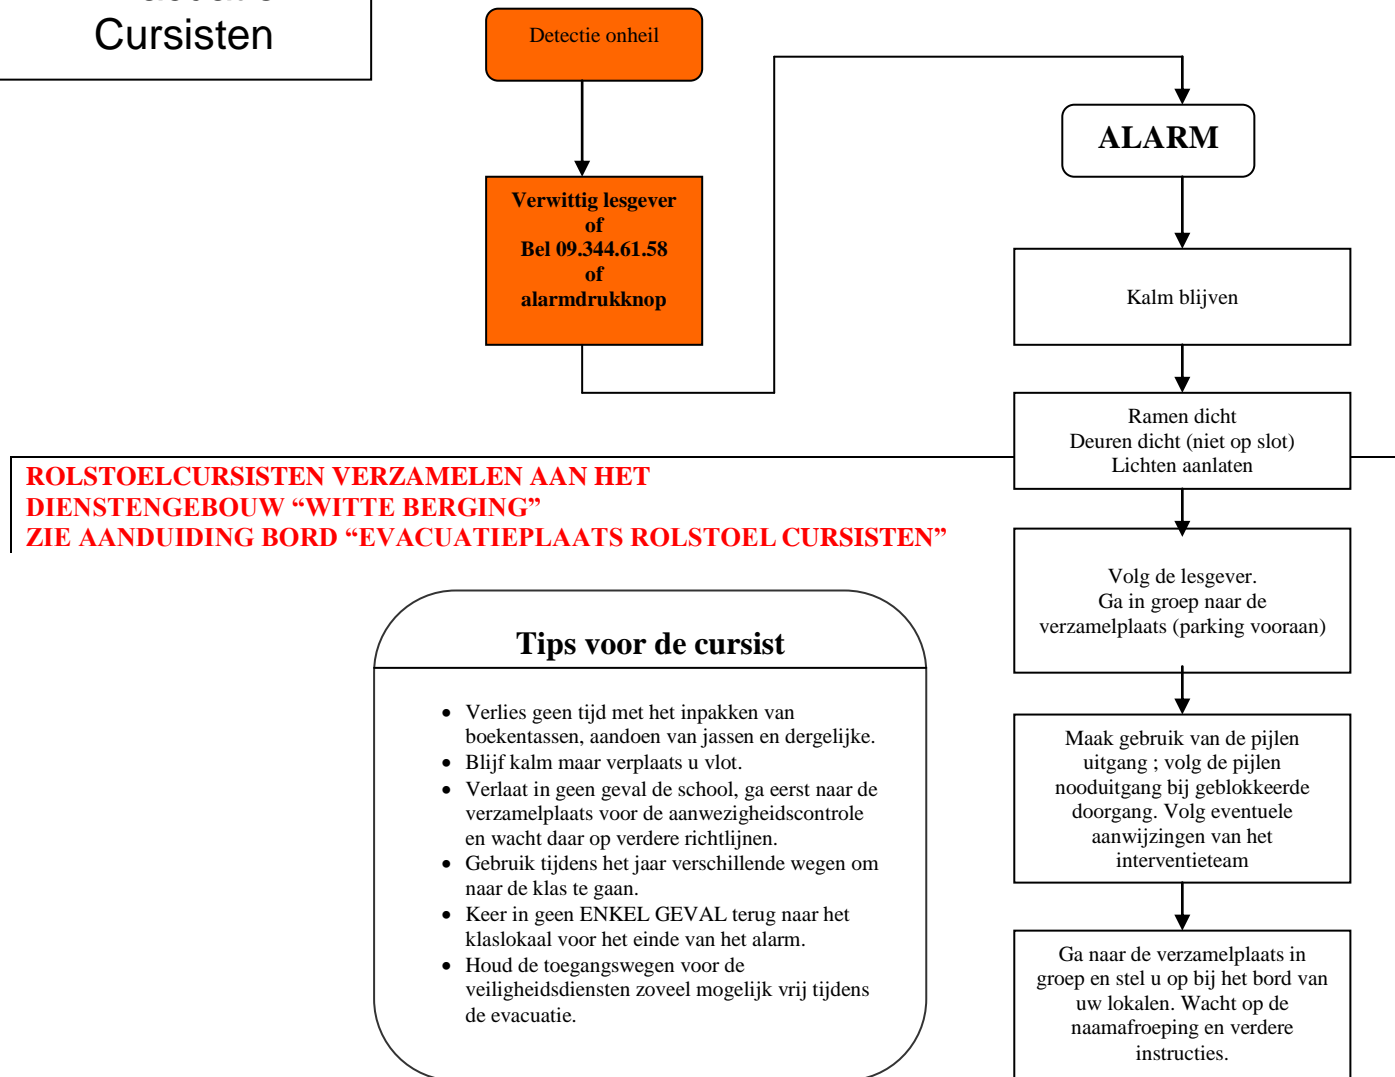 Cursisten
Detectie onheil
Verwittig lesgever
of
Bel 09.344.61.58
of
alarmdrukknop
ALARM
Kalm blijven
Ramen dicht
Deuren dicht (niet op slot)
Lichten aanlaten
ROLSTOELCURSISTEN VERZAMELEN AAN HET
DIENSTENGEBOUW “WITTE BERGING”
ZIE AANDUIDING BORD “EVACUATIEPLAATS ROLSTOEL CURSISTEN”
Volg de lesgever.
Ga in groep naar de
verzamelplaats (parking vooraan)
Maak gebruik van de pijlen
uitgang ; volg de pijlen
nooduitgang bij geblokkeerde
doorgang. Volg eventuele
aanwijzingen van het
interventieteam
Ga naar de verzamelplaats in
groep en stel u op bij het bord van
uw lokalen. Wacht op de
naamafroeping en verdere
instructies.
Tips voor de cursist
• Verlies geen tijd met het inpakken van
boekentassen, aandoen van jassen en dergelijke.
• Blijf kalm maar verplaats u vlot.
• Verlaat in geen geval de school, ga eerst naar de
verzamelplaats voor de aanwezigheidscontrole
en wacht daar op verdere richtlijnen.
• Gebruik tijdens het jaar verschillende wegen om
naar de klas te gaan.
• Keer in geen ENKEL GEVAL terug naar het
klaslokaal voor het einde van het alarm.
• Houd de toegangswegen voor de
veiligheidsdiensten zoveel mogelijk vrij tijdens
de evacuatie.